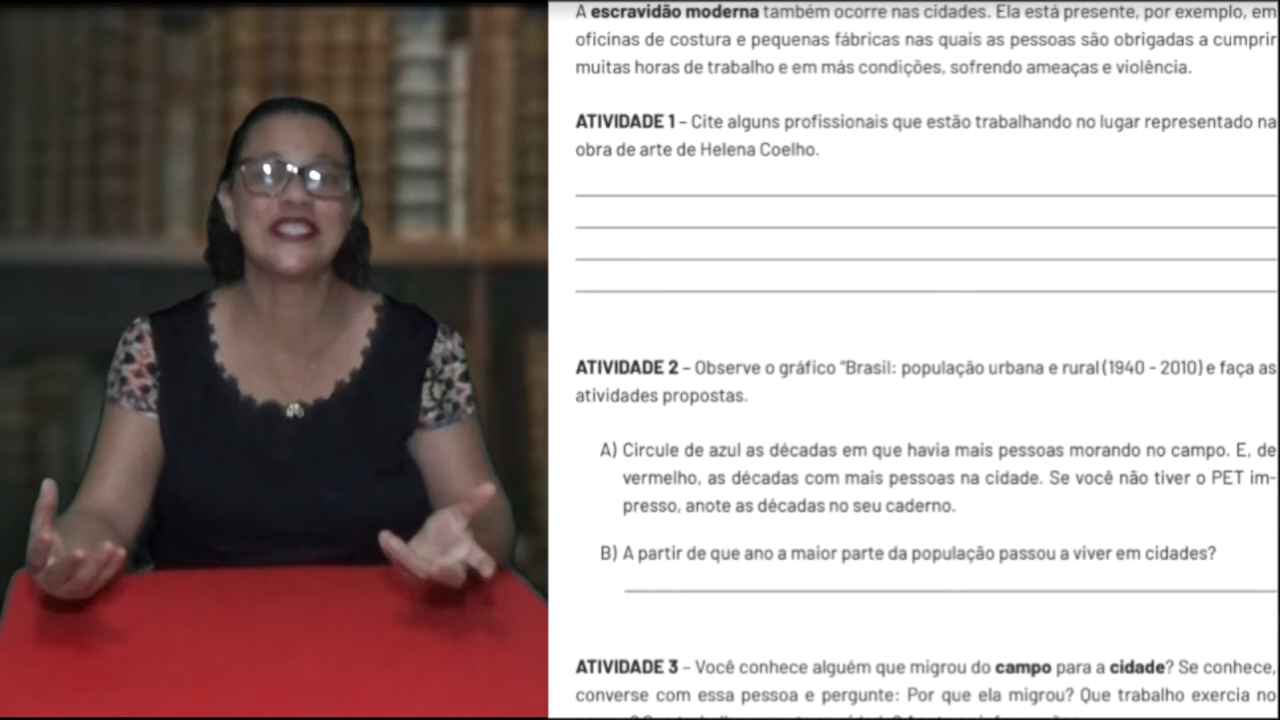 A escravidão moderna também ocorre nas cidades. Ela está presente, por exemplo, em
oficinas de costura e pequenas fábricas nas quais as pessoas são obrigadas a cumprir
muitas horas de trabalho e em más condições, sofrendo ameaças e violência.
ATIVIDADE 1 – Cite alguns profissionais que estão trabalhando no lugar representado na
obra de arte de Helena Coelho.
ATIVIDADE 2 – Observe o gráfico “Brasil: população urbana e rural (1940 - 2010) e faça as
atividades propostas.
A) Circule de azul as décadas em que havia mais pessoas morando no campo. E, de
vermelho, as décadas com mais pessoas na cidade. Se você não tiver o PET im-
presso, anote as décadas no seu caderno.
B) A partir de que ano a maior parte da população passou a viver em cidades?
ATIVIDADE 3 – Você conhece alguém que migrou do campo para a cidade? Se conhece,
converse com essa pessoa e pergunte: Por que ela migrou? Que trabalho exercia no